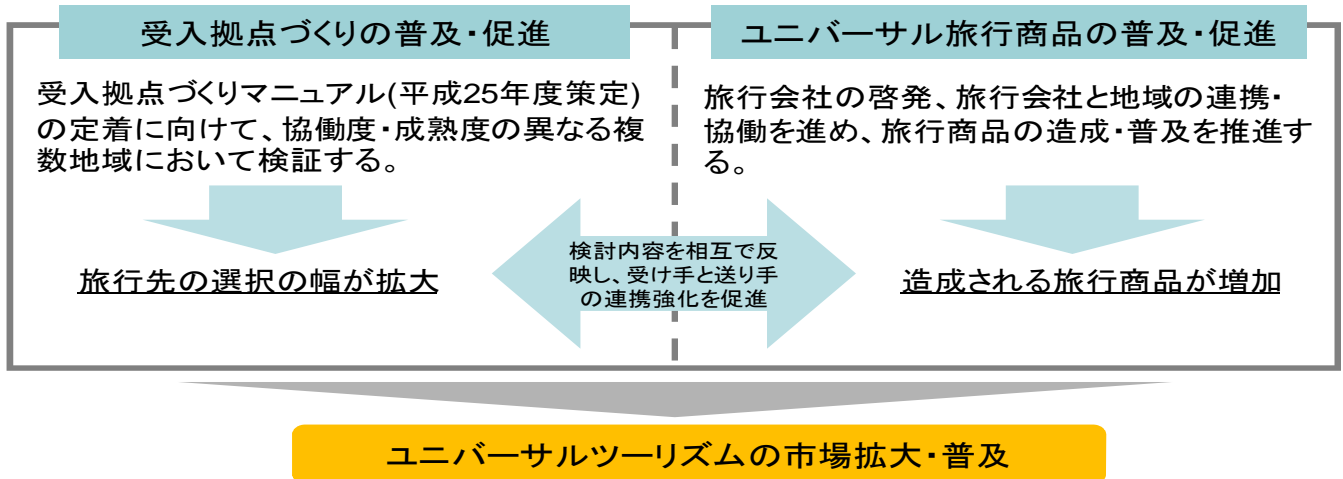 受入拠点づくりの普及・促進
受入拠点づくりマニュアル(平成25年度策定)
の定着に向けて、協働度・成熟度の異なる複
数地域において検証する。
旅行先の選択の幅が拡大
検討内容を相互で反
映し、受け手と送り手
の連携強化を促進
ユニバーサル旅行商品の普及・促進
旅行会社の啓発、旅行会社と地域の連携・
協働を進め、旅行商品の造成・普及を推進す
る。
造成される旅行商品が増加
ユニバーサルツーリズムの市場拡大・普及